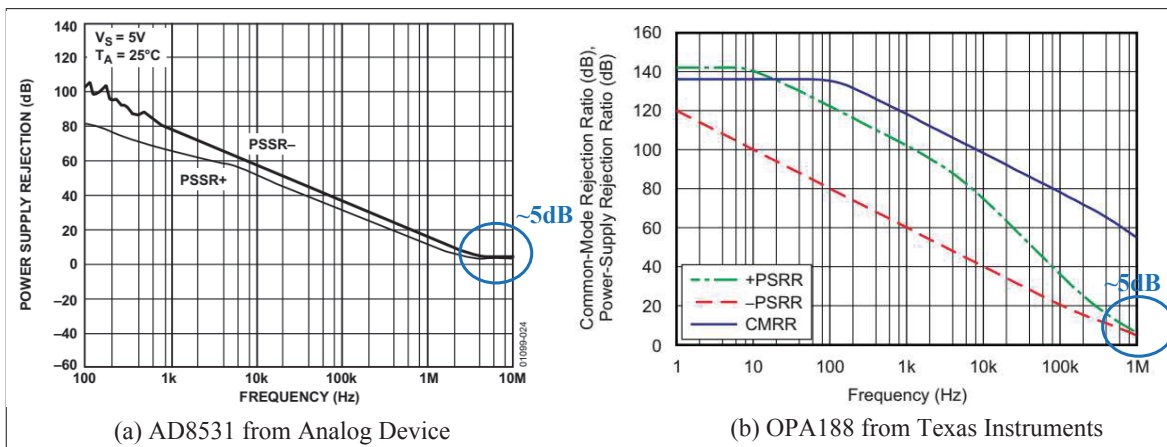 140
120
100
80
60
40
20
0
–20
–40
–60
POWER SUPPLY REJECTION (dB)
VS = 5V
TA = 25°C
PSSR–
PSSR+
~5dB
01099-024
100
1k
10k
100k
1M
10M
FREQUENCY (Hz)
(a) AD8531 from Analog Device
Common-Mode Rejection Ratio (dB),
Power-Supply Rejection Ratio (dB)
160
140
120
100
80
60
40
20
0
+PSRR
–PSRR
CMRR
~5dB
1
10
100
1k
10k
100k
1M
Frequency (Hz)
(b) OPA188 from Texas Instruments